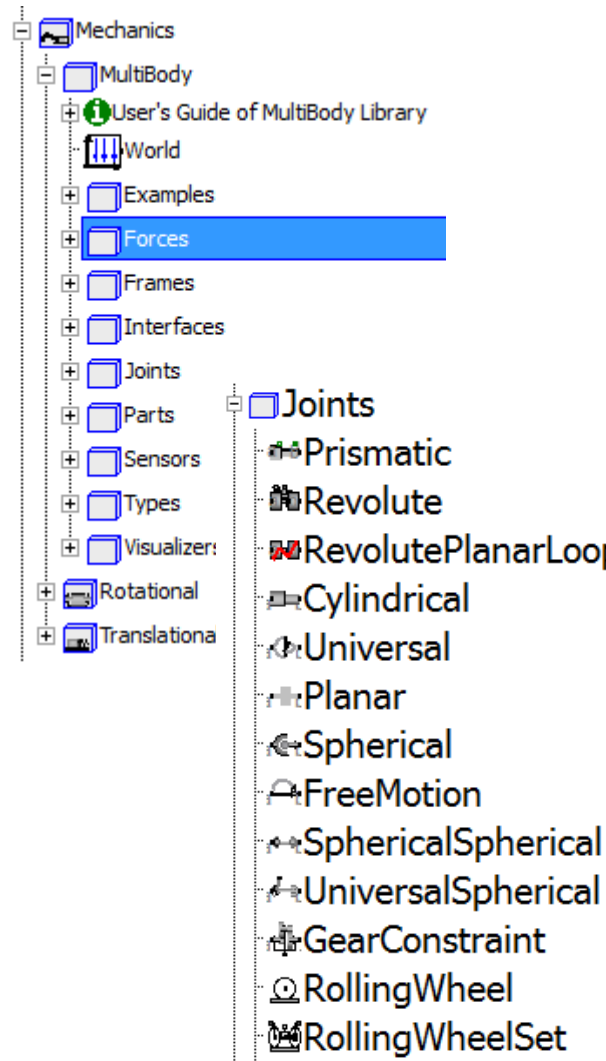 Mechanics
MultiBody
User's Guide of MultiBody Library
World
Examples
Forces
Frames
Interfaces
Joints
Parts
Sensors
Types
Visualizers
Rotational
Translationa
Joints
Prismatic
Revolute
RevolutePlanarLoop
Cylindrical
Universal
Planar
Spherical
FreeMotion
SphericalSpherical
UniversalSpherical
GearConstraint
RollingWheel
RollingWheelSet